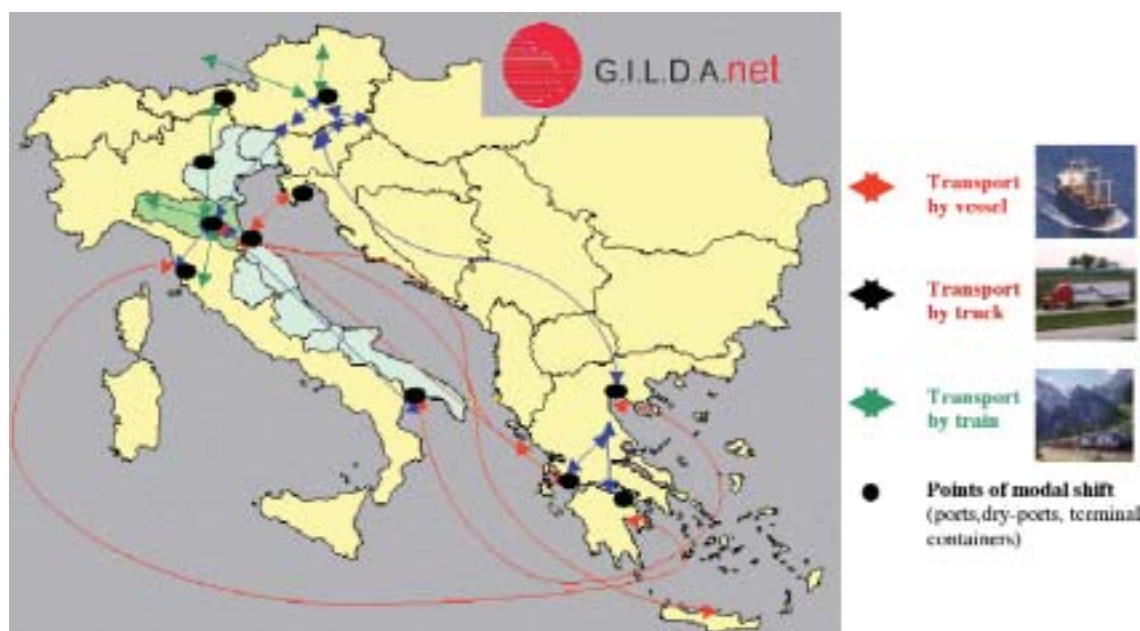 G.I.L.D.A.net
Transport
by vessel
Transport
by truck
Transport
by train
Points of modal shift
(ports,dry-ports, terminal
containers)